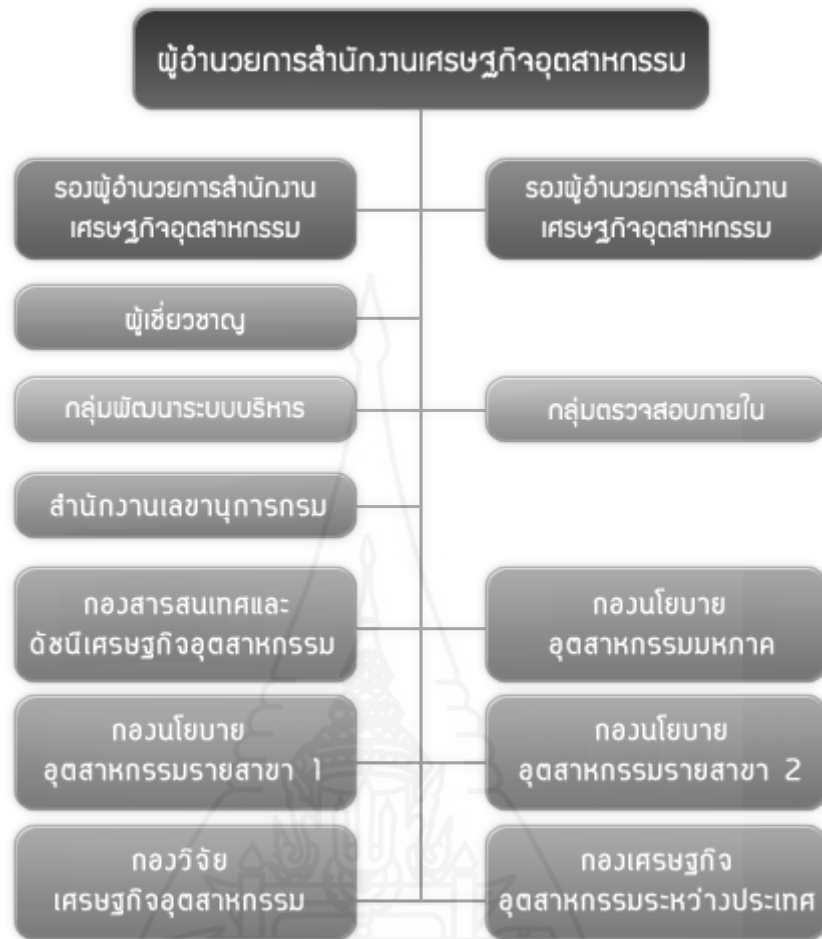 ผู้อำนวยการสำนักงานเศรษฐกิจอุตสาหกรรม
รองผู้อำนวยการสำนักงาน
เศรษฐกิจอุตสาหกรรม
รองผู้อำนวยการสำนักงาน
เศรษฐกิจอุตสาหกรรม
ผู้เชี่ยวชาญ
กลุ่มพัฒนาระบบบริหาร
กลุ่มตรวจสอบภายใน
สำนักงานเลขานุการกรม
กองสารสนเทศและ
ดัชนีเศรษฐกิจอุตสาหกรรม
กองนโยบาย
อุตสาหกรรมมหภาค
กองนโยบาย
อุตสาหกรรมรายสาขา 1
กองนโยบาย
อุตสาหกรรมรายสาขา 2
กองวิจัย
เศรษฐกิจอุตสาหกรรม
กองเศรษฐกิจ
อุตสาหกรรมระหว่างประเทศ